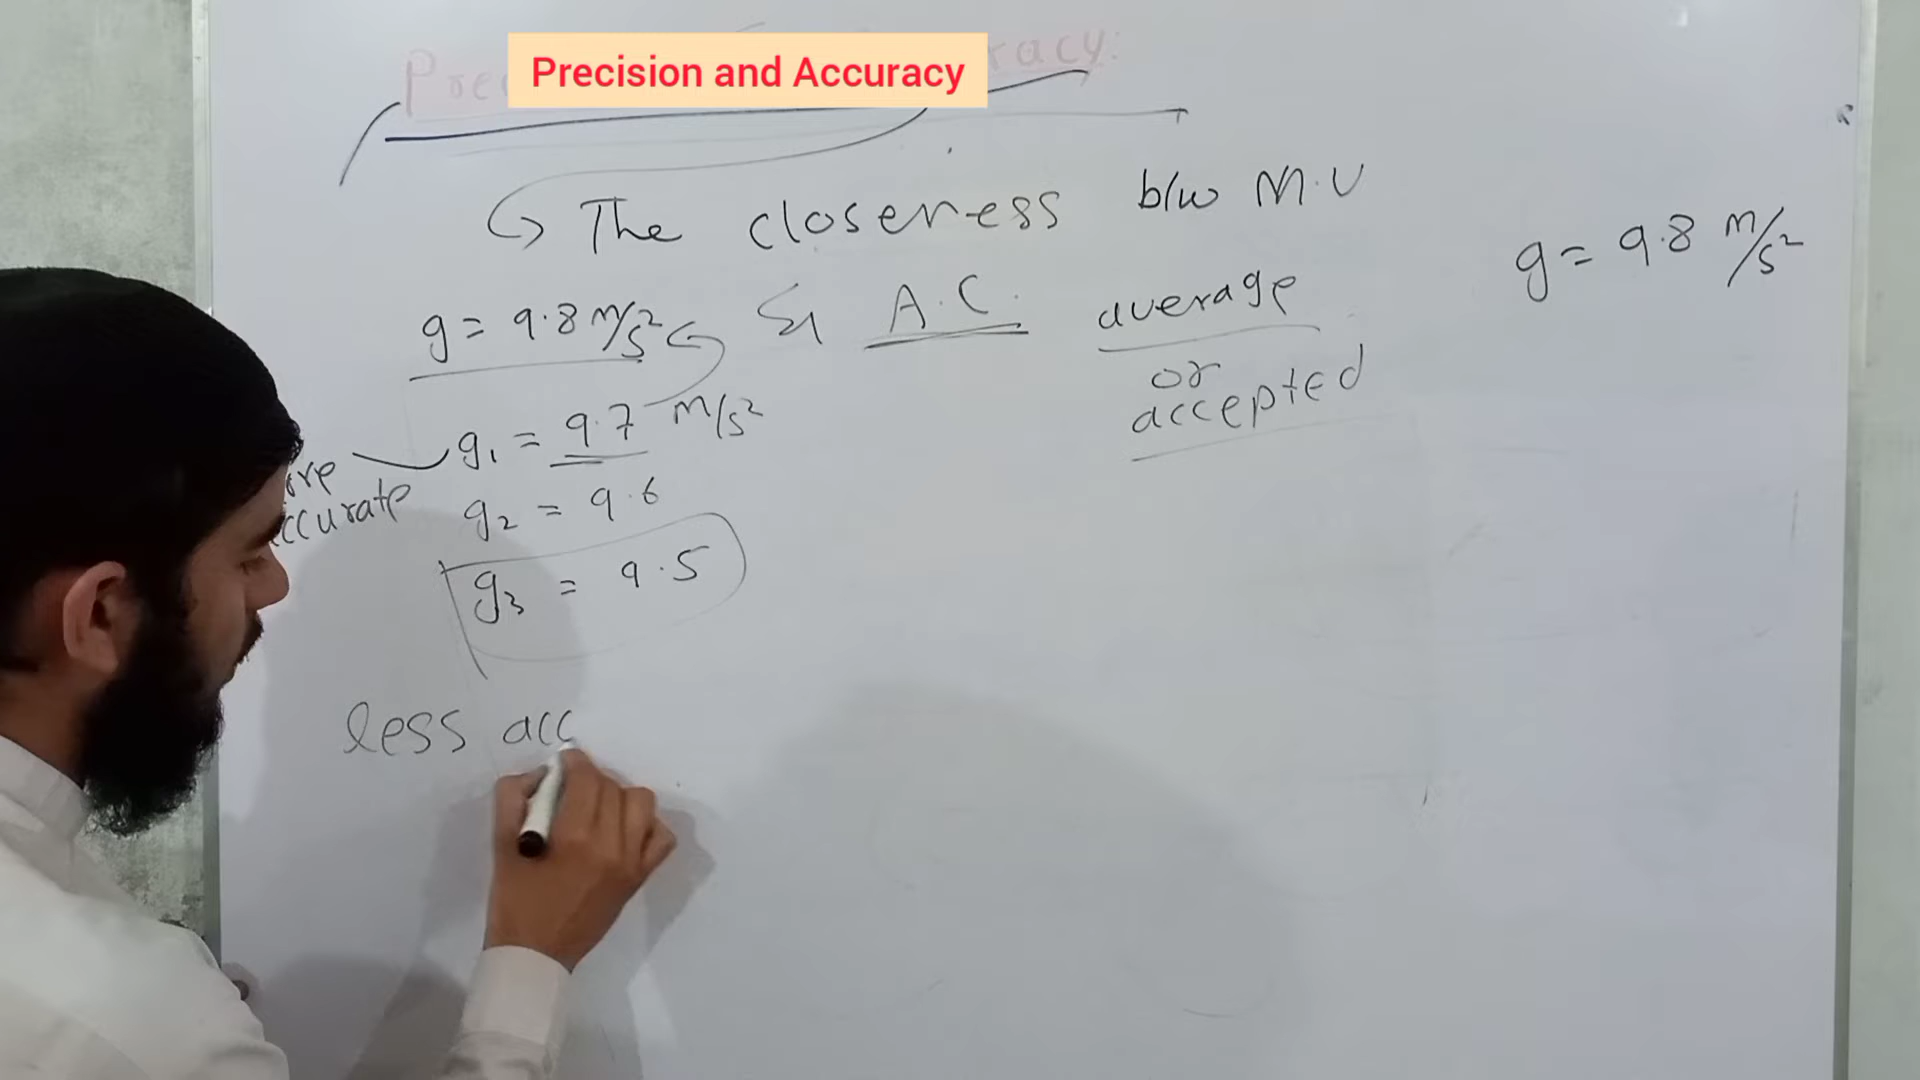 Precision and Accuracy
The closeness b/w M.U
& A.C. average
or
accepted
g = 9.8 m/s²
g = 9.8 m/s²
g₁ = 9.7 m/s²
g₂ = 9.6
g₃ = 9.5
less acc